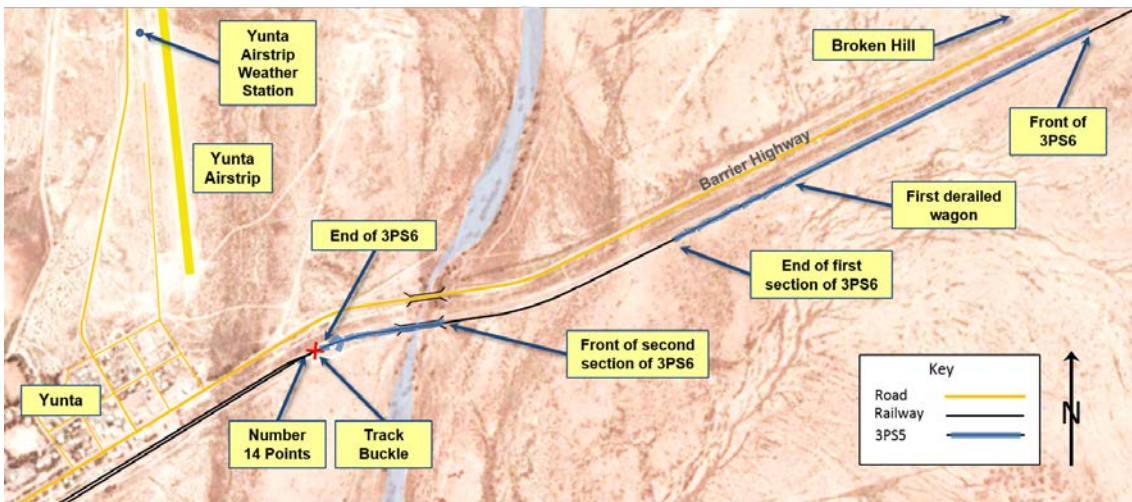 Yunta
Airstrip
Weather
Station
Broken Hill
Front of
3PS6
Yunta
Airstrip
Barrier Highway
First derailed
wagon
End of 3PS6
End of first
section of 3PS6
Front of second
section of 3PS6
Yunta
Number
14 Points
Track
Buckle
Key
Road
Railway
3PS5
N